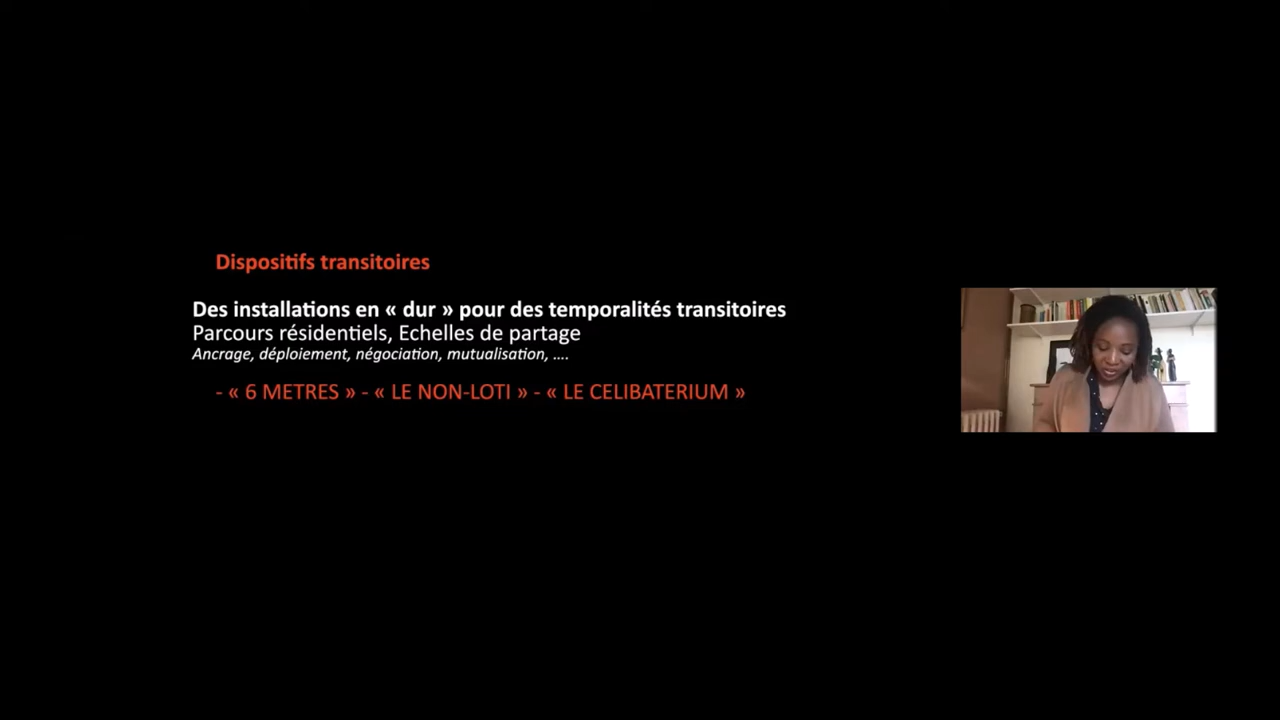 Dispositifs transitoires
Des installations en « dur » pour des temporalités transitoires
Parcours résidentiels, Echelles de partage
Ancrage, déploiement, négociation, mutualisation, ....
- « 6 METRES » - « LE NON-LOTI » - « LE CELIBATERIUM »